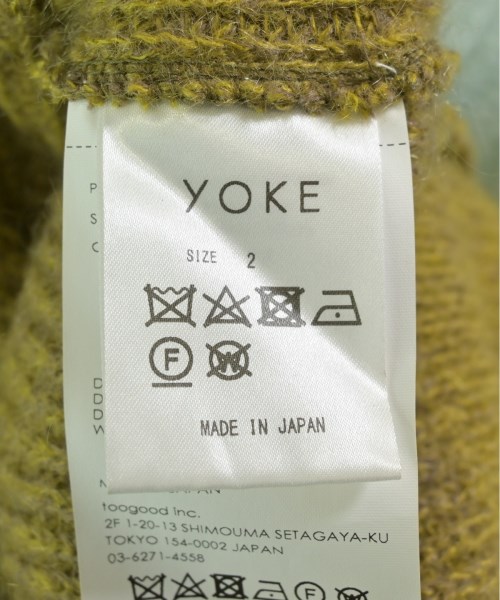 YOKE
SIZE 2
F W
MADE IN JAPAN
toogood Inc.
2F 1-20-13 SHIMOUMA SETAGAYA-KU
TOKYO 154-0002 JAPAN
03-6271-4558